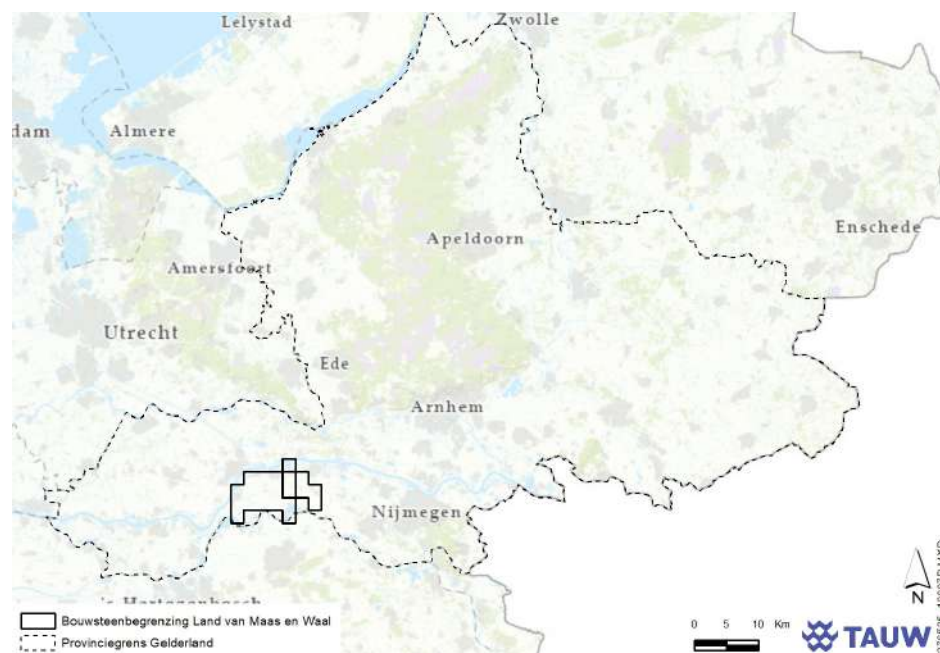 Lelystad
Zwolle
dam
Almere
Enschede
Apeldoorn
Amersfoort
Utrecht
Ede
Arnhem
Nijmegen
's Hertogenbosch
N
Bouwsteenbegrenzing Land van Maas en Waal
Provinciegrens Gelderland
0 5 10 Km
TAUW